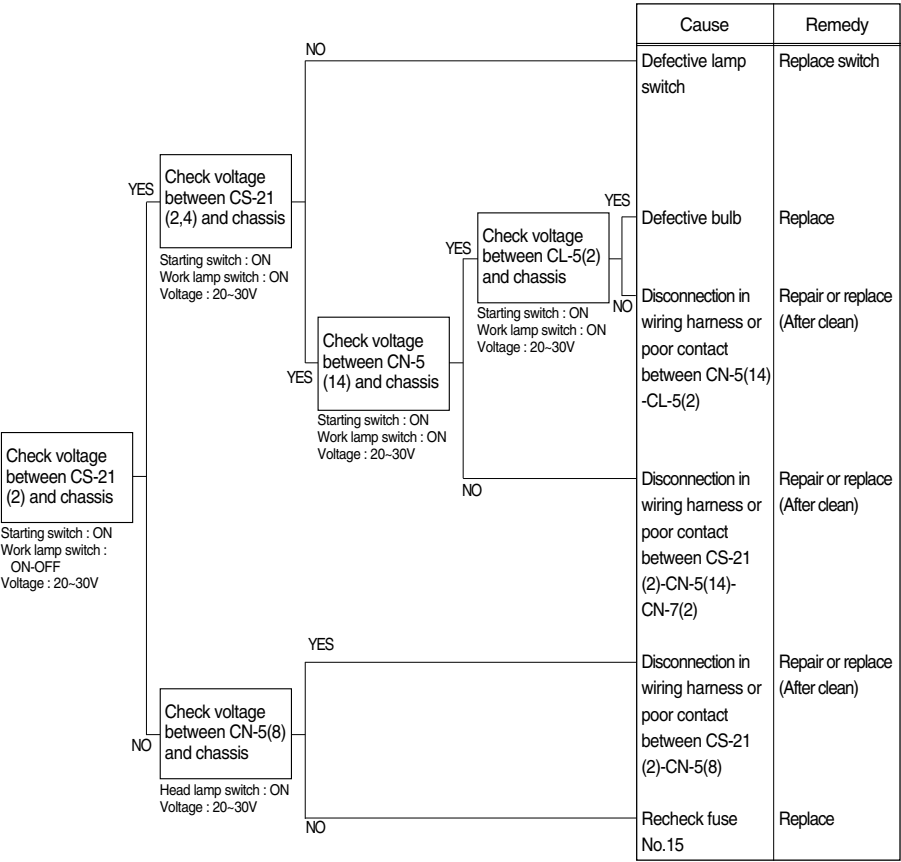 Cause
Remedy
NO
Defective lamp
switch
Replace switch
YES
Check voltage
between CS-21
(2,4) and chassis
Starting switch : ON
Work lamp switch : ON
Voltage : 20~30V
YES
Check voltage
between CN-5
(14) and chassis
Starting switch : ON
Work lamp switch : ON
Voltage : 20~30V
YES
Check voltage
between CL-5(2)
and chassis
Starting switch : ON
Work lamp switch : ON
Voltage : 20~30V
YES
Defective bulb
Replace
NO
Disconnection in
wiring harness or
poor contact
between CN-5(14)
-CL-5(2)
Repair or replace
(After clean)
Check voltage
between CS-21
(2) and chassis
Starting switch : ON
Work lamp switch :
ON-OFF
Voltage : 20~30V
NO
Disconnection in
wiring harness or
poor contact
between CS-21
(2)-CN-5(14)-
CN-7(2)
Repair or replace
(After clean)
NO
Check voltage
between CN-5(8)
and chassis
Head lamp switch : ON
Voltage : 20~30V
YES
Disconnection in
wiring harness or
poor contact
between CS-21
(2)-CN-5(8)
Repair or replace
(After clean)
NO
Recheck fuse
No.15
Replace